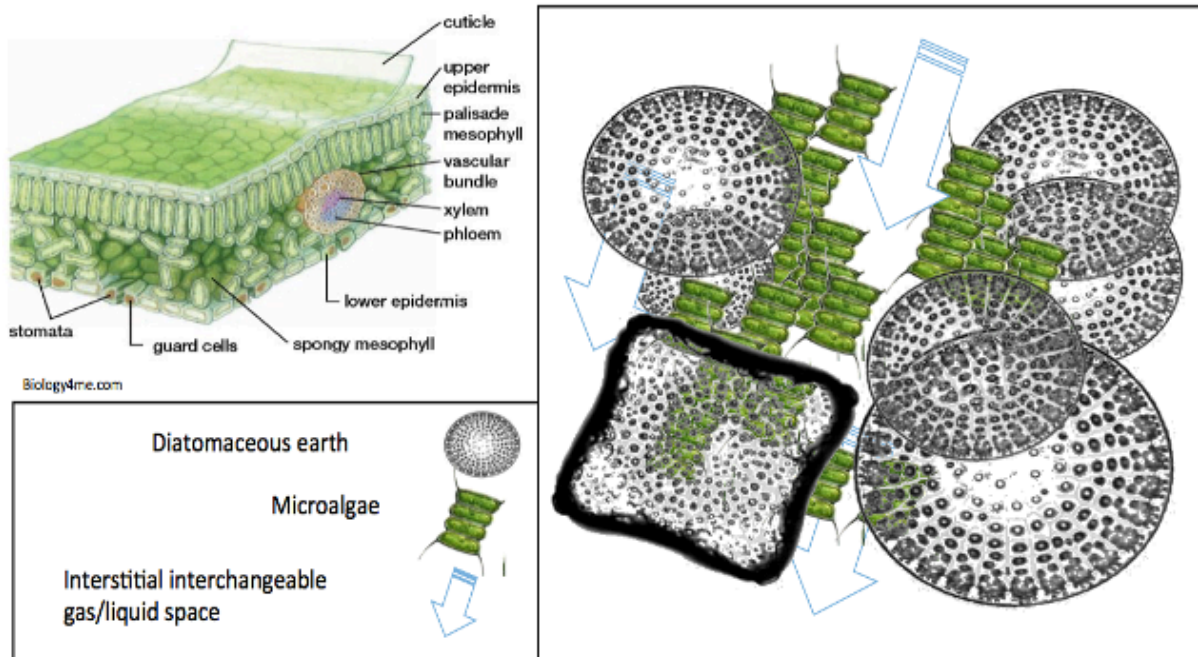 cuticle
upper
epidermis
palisade
mesophyll
vascular
bundle
xylem
phloem
lower epidermis
stomata
guard cells
spongy mesophyll
Biology4me.com
Diatomaceous earth
Microalgae
Interstitial interchangeable
gas/liquid space